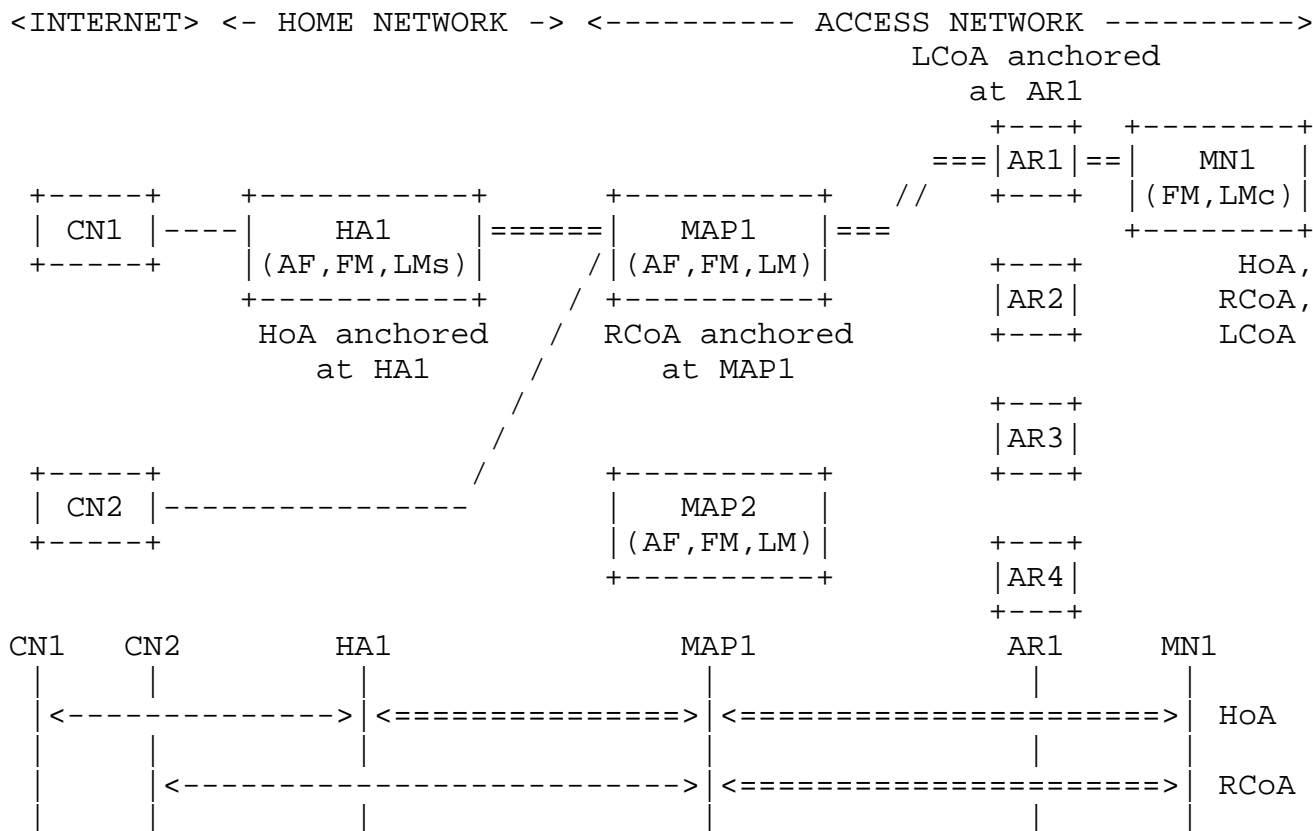 <INTERNET> <- HOME NETWORK -> <---------- ACCESS NETWORK ---------->
                                               LCoA anchored
                                                  at AR1
                                                   +---+  +--------+
                                                ===|AR1|==|  MN1   |
 +-----+    +-----------+       +----------+  //   +---+  |(FM,LMc)|
 | CN1 |----|    HA1    |======|   MAP1   |===            +--------+
 +-----+    |(AF,FM,LMs)|     /|(AF,FM,LM)|        +---+     HoA,
            +-----------+    / +----------+        |AR2|     RCoA,
             HoA anchored   /  RCoA anchored       +---+     LCoA
                at HA1     /     at MAP1
                          /                        +---+
                         /                         |AR3|
 +-----+                /      +----------+        +---+
 | CN2 |----------------       |   MAP2   |
 +-----+                       |(AF,FM,LM)|        +---+
                               +----------+        |AR4|
                                                   +---+
CN1   CN2        HA1               MAP1             AR1     MN1
 |     |          |                 |                |       |
 |<-------------->|<===============>|<======================>| HoA
 |     |          |                 |                |       |
 |     |<-------------------------->|<======================>| RCoA
 |     |          |                 |                |       |